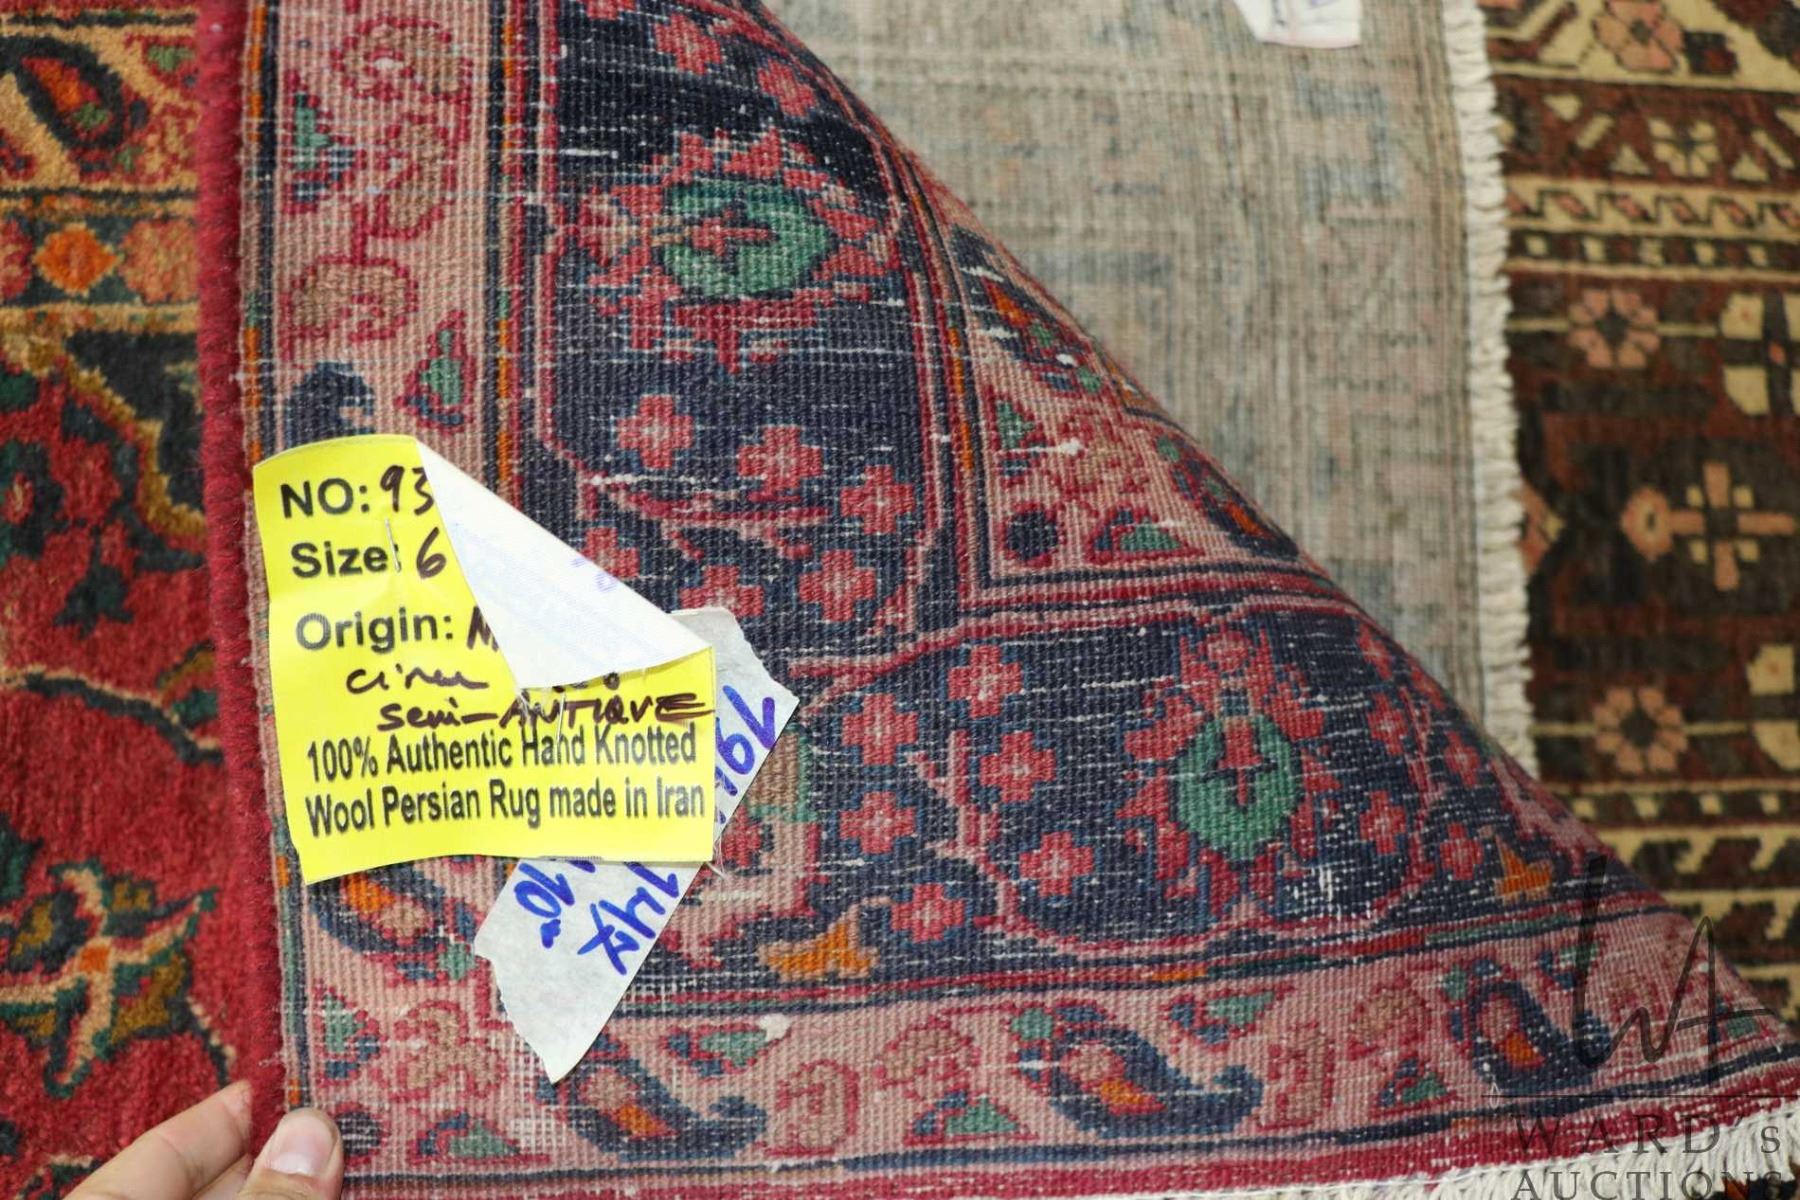 NO: 93
Size: 6
Origin:
semi-ANTIQUE
100% Authentic Hand Knotted
Wool Persian Rug made in Iran
10"
WARD's
AUCTIONS